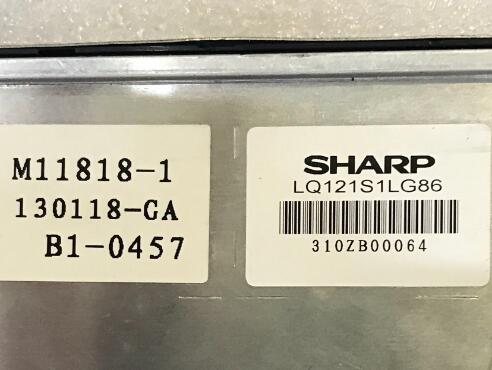 M11818-1
130118-GA
B1-0457
SHARP
LQ121S1LG86
310ZB00064